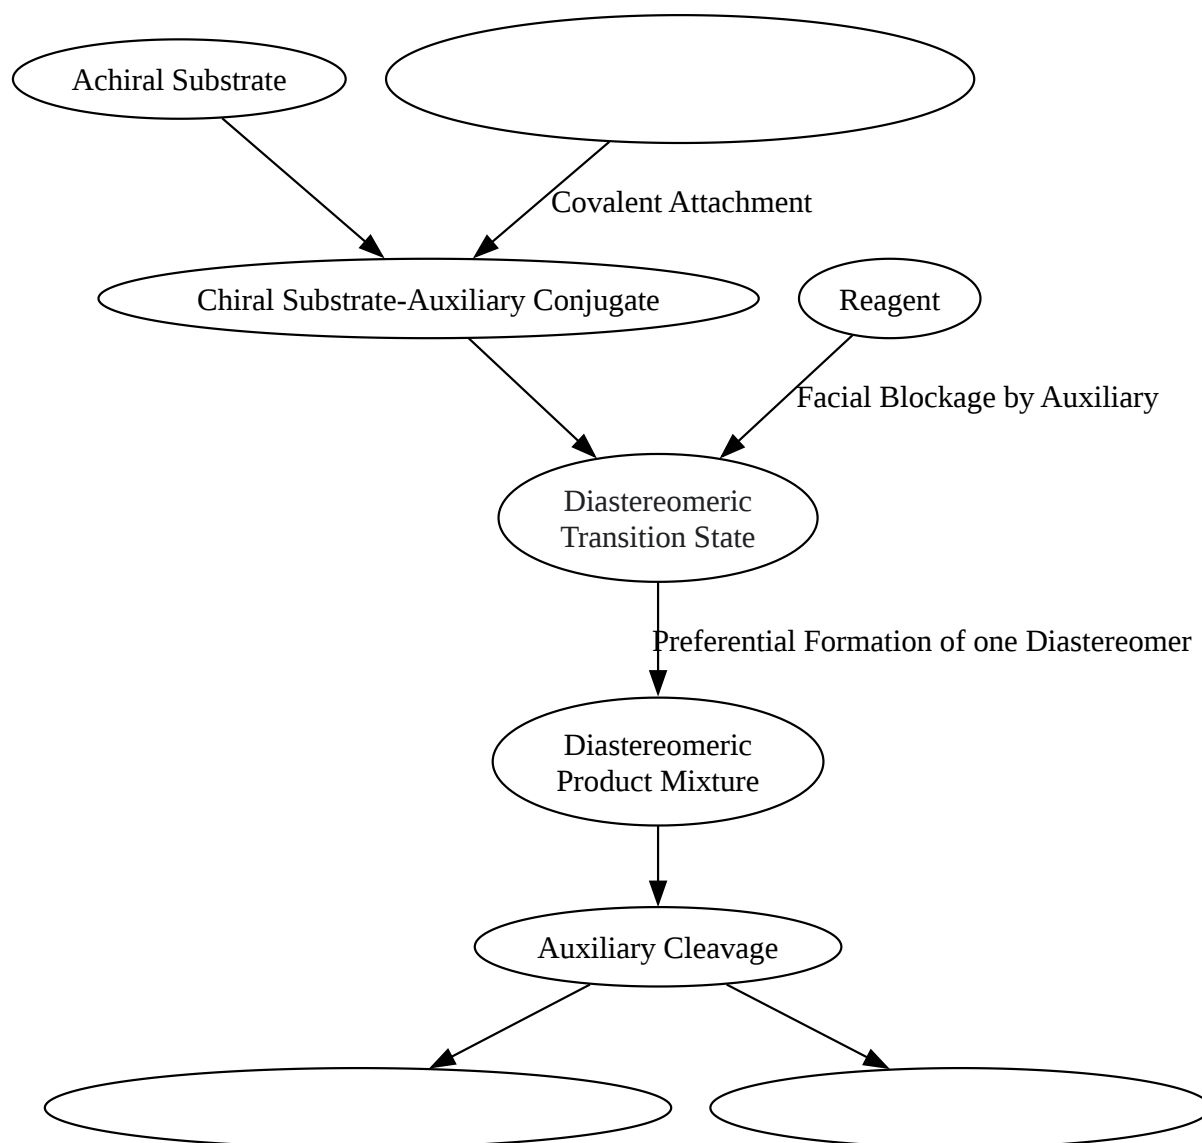 Achiral Substrate
Covalent Attachment
Chiral Substrate-Auxiliary Conjugate
Reagent
Facial Blockage by Auxiliary
Diastereomeric
Transition State
Preferential Formation of one Diastereomer
Diastereomeric
Product Mixture
Auxiliary Cleavage